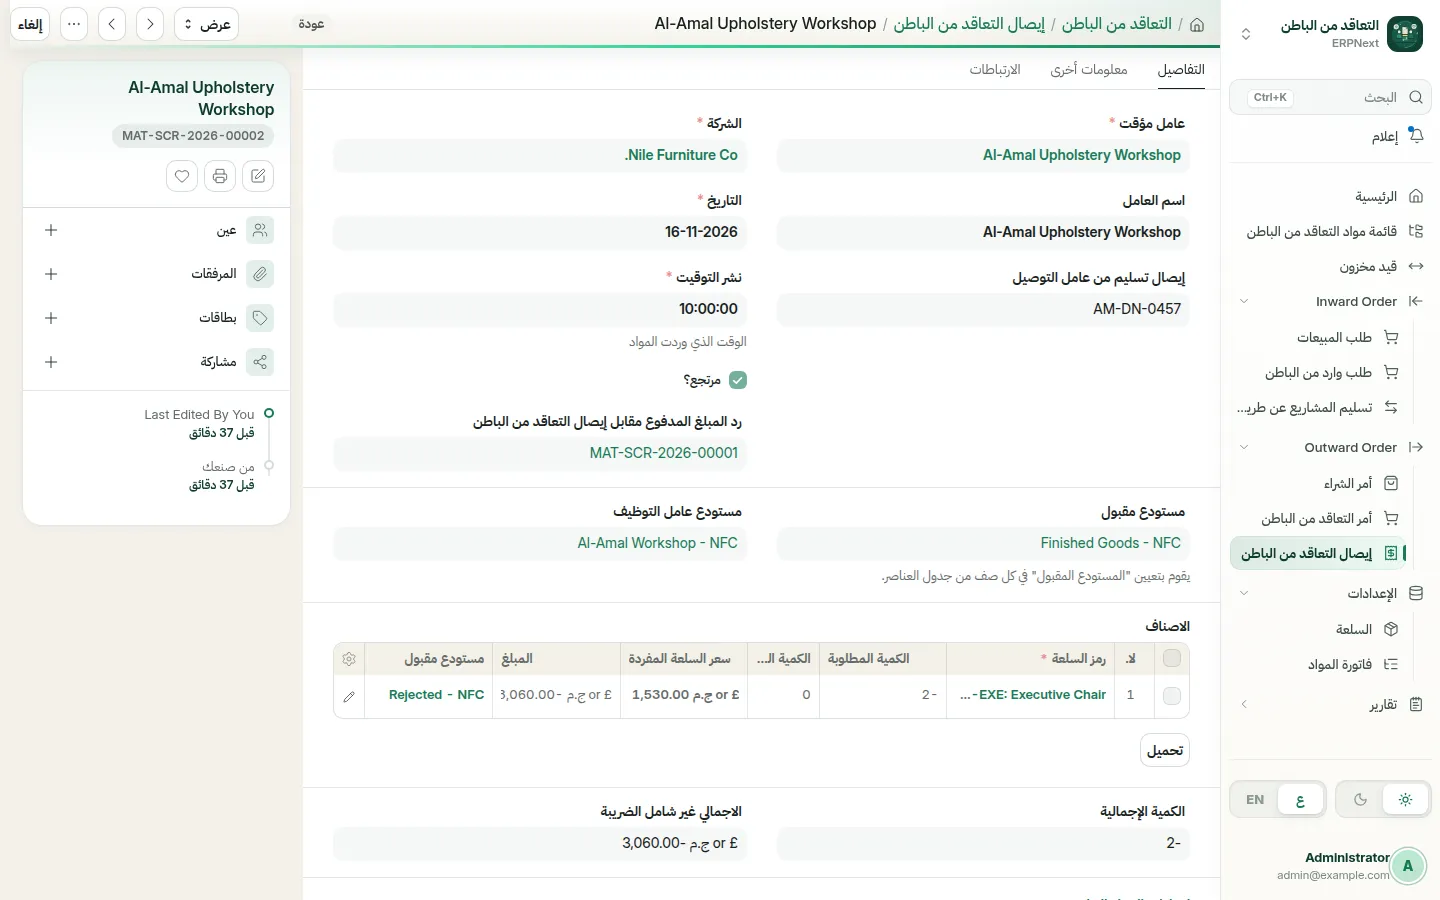 التعاقد من الباطن
ERPNext
البحث
Ctrl+K
إعلام
الرئيسية
قائمة مواد التعاقد من الباطن
قيد مخزون
Inward Order
طلب المبيعات
طلب وارد من الباطن
تسليم المشاريع عن طريـ...
Outward Order
أمر الشراء
أمر التعاقد من الباطن
إيصال التعاقد من الباطن
الإعدادات
السلعة
فاتورة المواد
تقارير
ع
EN
Administrator
admin@example.com
A
التعاقد من الباطن / إيصال التعاقد من الباطن / Al-Amal Upholstery Workshop
عودة
عرض
إلغاء
التفاصيل
معلومات أخرى
الارتباطات
عامل مؤقت *
Al-Amal Upholstery Workshop
اسم العامل
Al-Amal Upholstery Workshop
إيصال تسليم من عامل التوصيل
AM-DN-0457
الشركة *
Nile Furniture Co.
التاريخ *
16-11-2026
نشر التوقيت *
10:00:00
الوقت الذي وردت المواد
مرتجع؟
رد المبلغ المدفوع مقابل إيصال التعاقد من الباطن
MAT-SCR-2026-00001
مستودع مقبول
Finished Goods - NFC
يقوم بتعيين "المستودع المقبول" في كل صف من جدول العناصر.
مستودع عامل التوظيف
Al-Amal Workshop - NFC
الاصناف
لا. رمز السلعة * الكمية المطلوبة الكمية الـ... سعر السلعة المفردة المبلغ مستودع مقبول
1 EXE: Executive Chair-... -2 0 £ or ج.م 1,530.00 £ or ج.م -3,060.00 Rejected - NFC
تحميل
الكمية الإجمالية
-2
الاجمالي غير شامل الضريبة
£ or ج.م -3,060.00
Al-Amal Upholstery
Workshop
MAT-SCR-2026-00002
عين
المرفقات
بطاقات
مشاركة
Last Edited By You
قبل 37 دقائق
من صنعك
قبل 37 دقائق